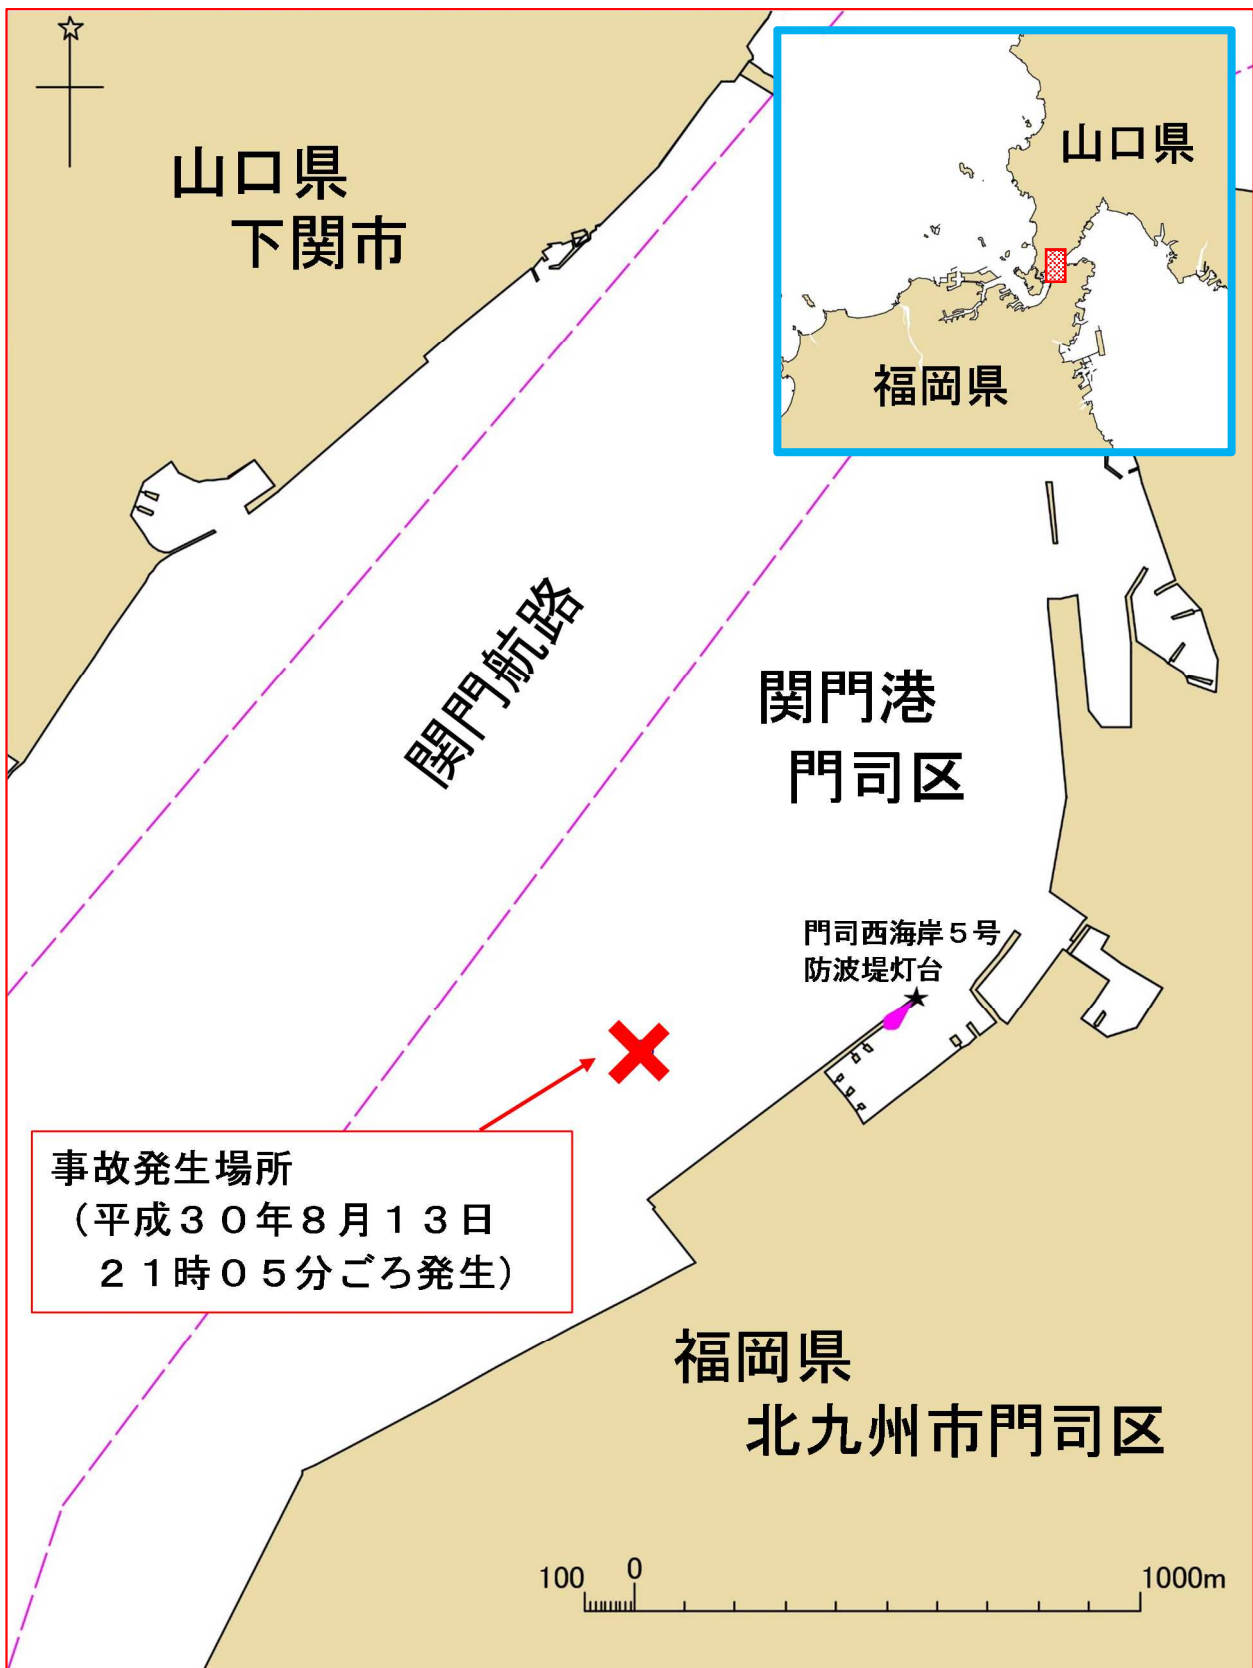 山口県
下関市
山口県
福岡県
関門航路
関門港
門司区
門司西海岸５号
防波堤灯台
事故発生場所
（平成３０年８月１３日
２１時０５分ごろ発生）
福岡県
北九州市門司区
100 0 1000m